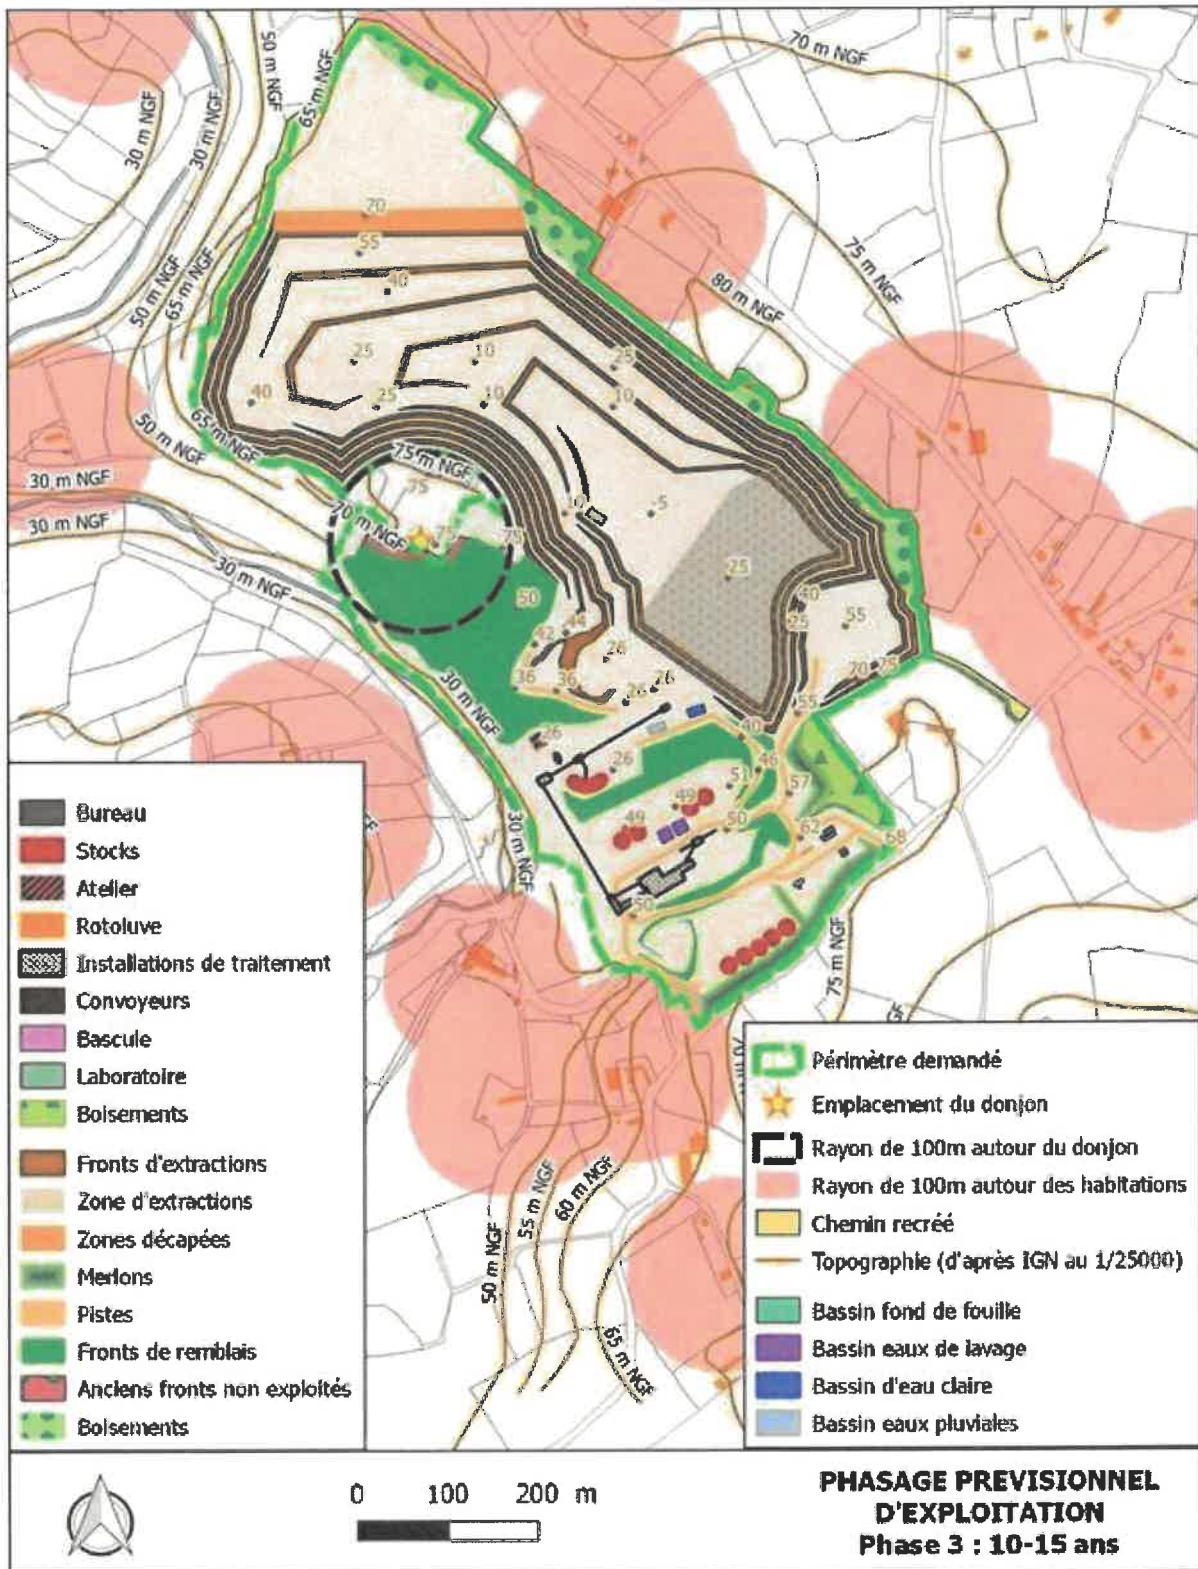 70 m NGF
50 m NGF
65 m NGF
30 m NGF
30 m NGF
70
55
50 m NGF
65 m NGF
40
75 m NGF
80 m NGF
25
10
25
40
25
10
10
65 m NGF
50 m NGF
75 m NGF
30 m NGF
75
0
-5
70 m NGF
75
75
30 m NGF
30 m NGF
25
50
40
25
55
44
42
26
70
75
36
36
30 m NGF
26
26
55
40
26
26
46
51
57
49
49
50
62
68
30 m NGF
50
75 m NGF
Bureau
Stocks
Atelier
Rotoluve
Installations de traitement
Convoyeurs
Bascule
Laboratoire
Boisements
Fronts d'extractions
Zone d'extractions
Zones décapées
Merlons
Pistes
Fronts de remblais
Anciens fronts non exploités
Boisements
50 m NGF
55 m NGF
60 m NGF
65 m NGF
Périmètre demandé
Emplacement du donjon
Rayon de 100m autour du donjon
Rayon de 100m autour des habitations
Chemin recréé
Topographie (d'après IGN au 1/25000)
Bassin fond de fouille
Bassin eaux de lavage
Bassin d'eau claire
Bassin eaux pluviales
0 100 200 m
PHASAGE PREVISIONNEL
D'EXPLOITATION
Phase 3 : 10-15 ans